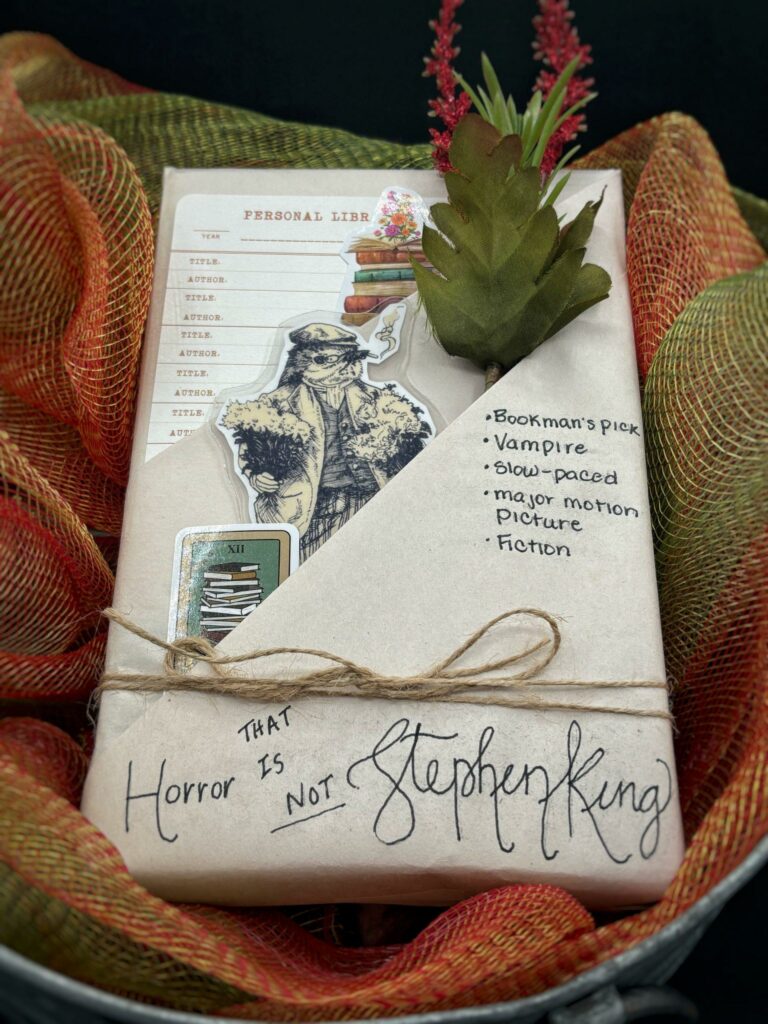 PERSONAL LIBR
YEAR
TITLE.
AUTHOR.
TITLE.
AUTHOR.
TITLE.
AUTHOR.
TITLE.
AUTHOR.
TITLE.
AUT
XII
•Bookman's pick
•Vampire
•Slow-paced
•major motion
picture
•Fiction
Horror THAT IS NOT Stephen King